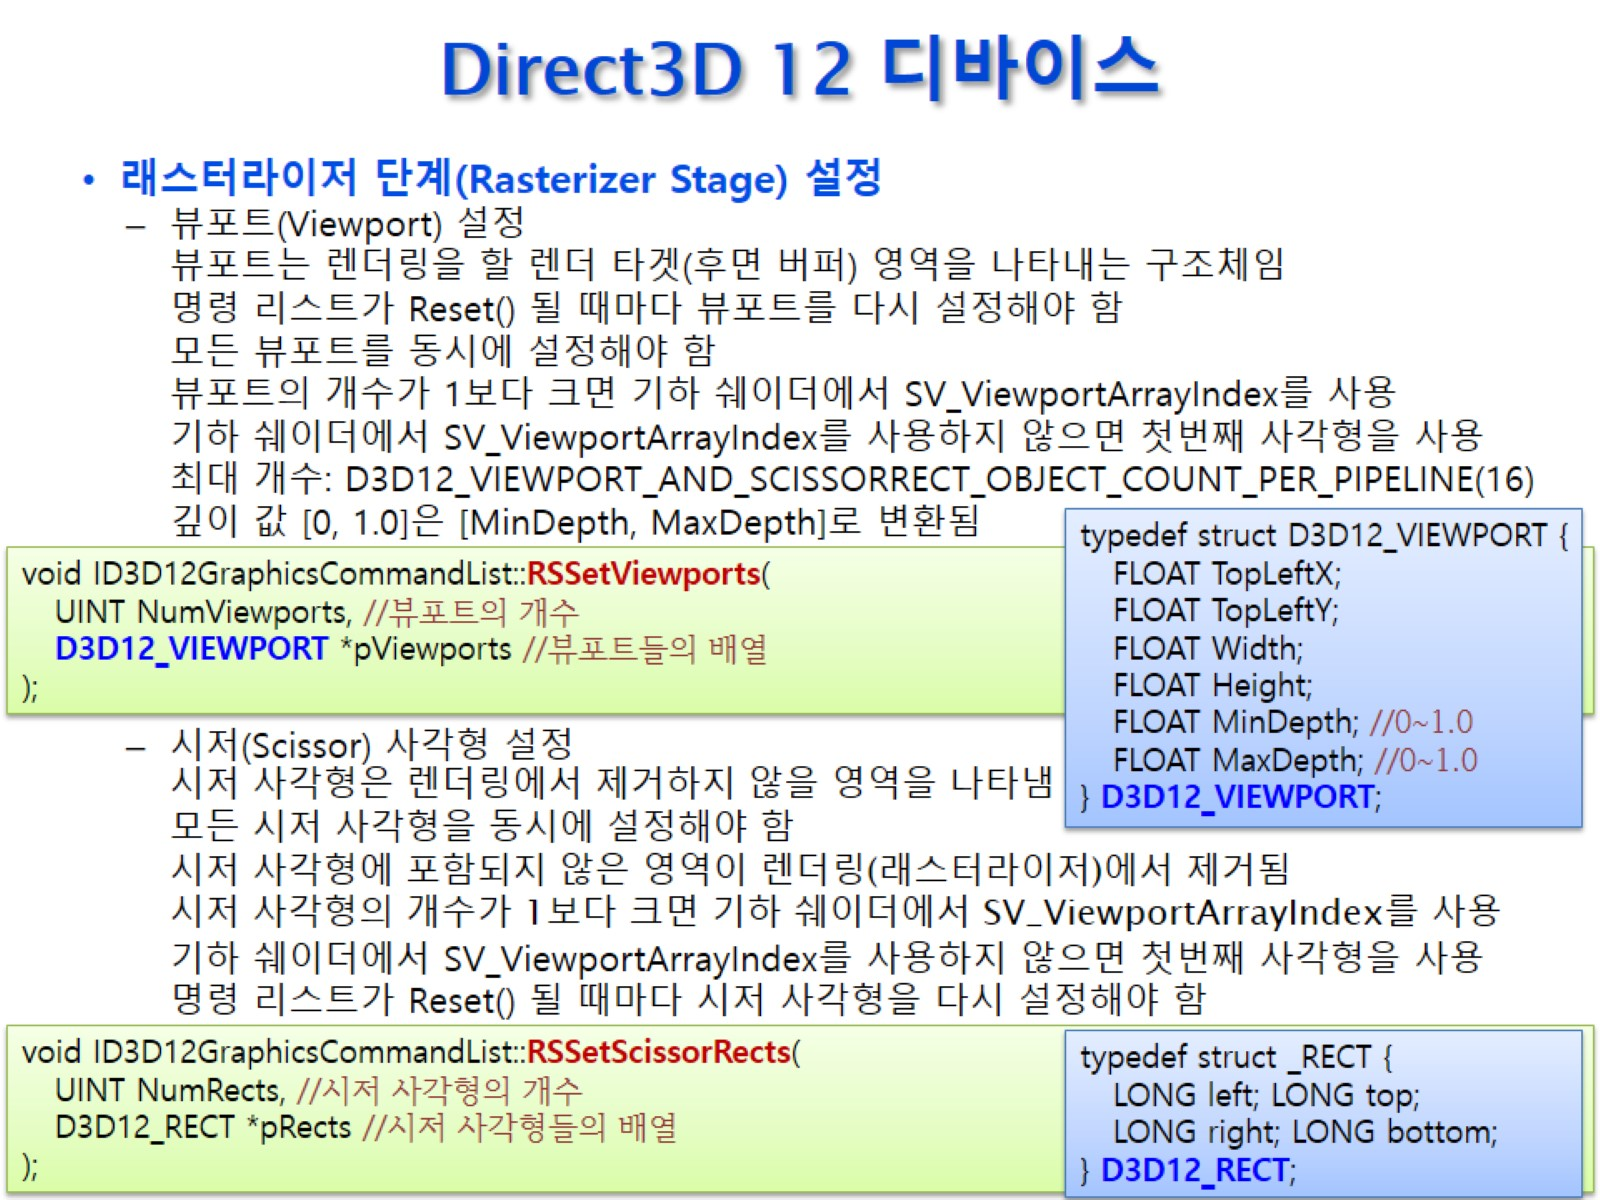 Direct3D 12 디바이스
• 래스터라이저 단계(Rasterizer Stage) 설정
– 뷰포트(Viewport) 설정
뷰포트는 렌더링을 할 렌더 타겟(후면 버퍼) 영역을 나타내는 구조체임
명령 리스트가 Reset() 될 때마다 뷰포트를 다시 설정해야 함
모든 뷰포트를 동시에 설정해야 함
뷰포트의 개수가 1보다 크면 기하 쉐이더에서 SV_ViewportArrayIndex를 사용
기하 쉐이더에서 SV_ViewportArrayIndex를 사용하지 않으면 첫번째 사각형을 사용
최대 개수: D3D12_VIEWPORT_AND_SCISSORRECT_OBJECT_COUNT_PER_PIPELINE(16)
깊이 값 [0, 1.0]은 [MinDepth, MaxDepth]로 변환됨
void ID3D12GraphicsCommandList::RSSetViewports(
UINT NumViewports, //뷰포트의 개수
D3D12_VIEWPORT *pViewports //뷰포트들의 배열
);
typedef struct D3D12_VIEWPORT {
FLOAT TopLeftX;
FLOAT TopLeftY;
FLOAT Width;
FLOAT Height;
FLOAT MinDepth; //0~1.0
FLOAT MaxDepth; //0~1.0
} D3D12_VIEWPORT;
– 시저(Scissor) 사각형 설정
시저 사각형은 렌더링에서 제거하지 않을 영역을 나타냄
모든 시저 사각형을 동시에 설정해야 함
시저 사각형에 포함되지 않은 영역이 렌더링(래스터라이저)에서 제거됨
시저 사각형의 개수가 1보다 크면 기하 쉐이더에서 SV_ViewportArrayIndex를 사용
기하 쉐이더에서 SV_ViewportArrayIndex를 사용하지 않으면 첫번째 사각형을 사용
명령 리스트가 Reset() 될 때마다 시저 사각형을 다시 설정해야 함
void ID3D12GraphicsCommandList::RSSetScissorRects(
UINT NumRects, //시저 사각형의 개수
D3D12_RECT *pRects //시저 사각형들의 배열
);
typedef struct _RECT {
LONG left; LONG top;
LONG right; LONG bottom;
} D3D12_RECT;